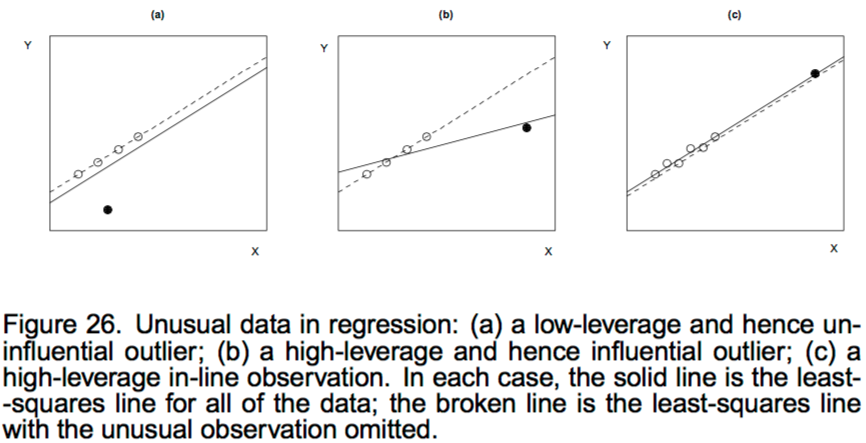 (a)
(b)
(c)
Y
Y
Y
X
X
X
Figure 26. Unusual data in regression: (a) a low-leverage and hence un-
influential outlier; (b) a high-leverage and hence influential outlier; (c) a
high-leverage in-line observation. In each case, the solid line is the least-
-squares line for all of the data; the broken line is the least-squares line
with the unusual observation omitted.